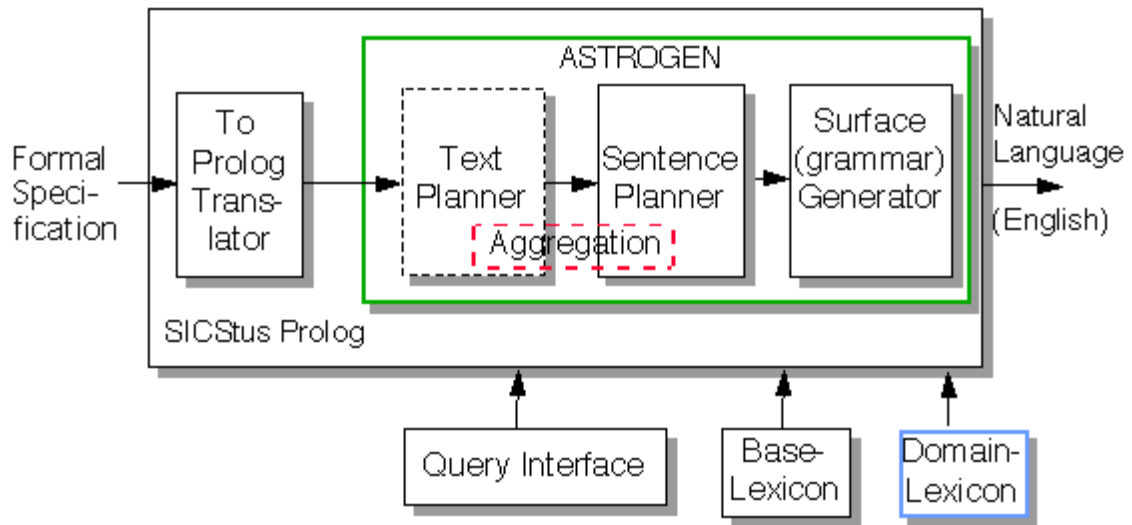 ASTROGEN
Formal
Speci-
fication
To
Prolog
Trans-
lator
Text
Planner
Sentence
Planner
Aggregation
Surface
(grammar)
Generator
Natural
Language
(English)
SICStus Prolog
Query Interface
Base-
Lexicon
Domain-
Lexicon